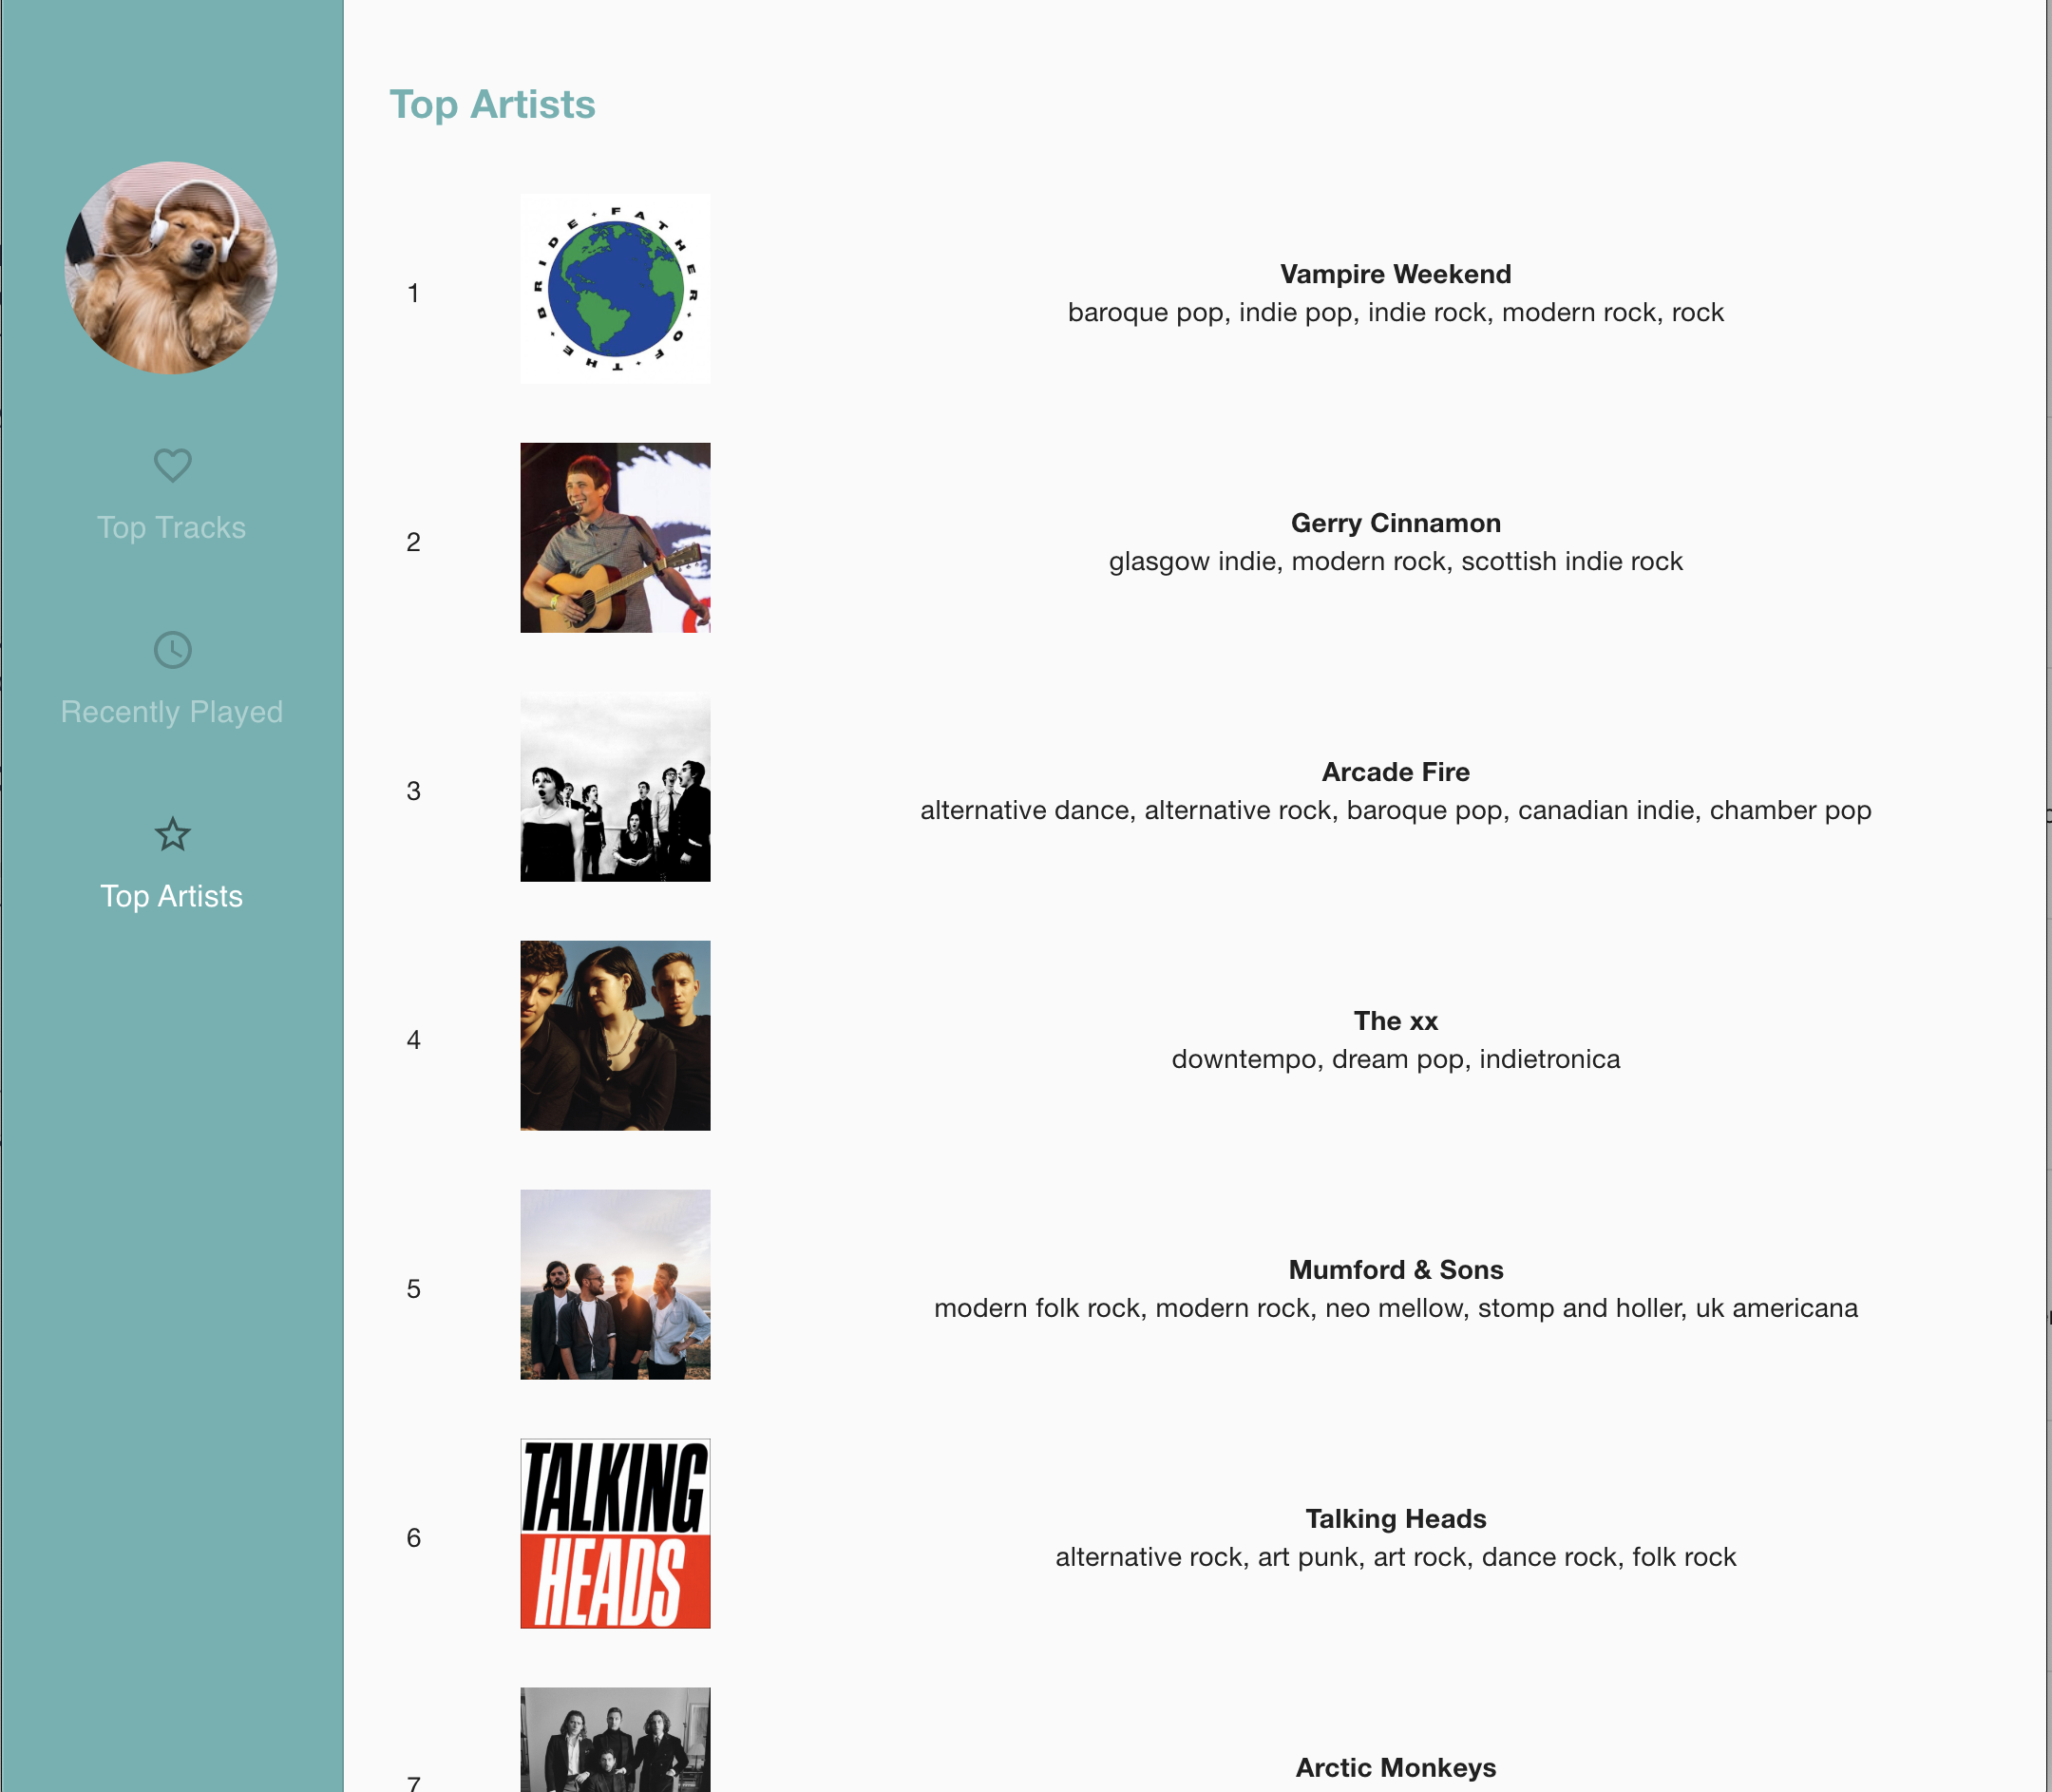 Top Artists
Top Tracks
Recently Played
Top Artists
1
FATHER · OF · THE · BRIDE
Vampire Weekend
baroque pop, indie pop, indie rock, modern rock, rock
2
Gerry Cinnamon
glasgow indie, modern rock, scottish indie rock
3
Arcade Fire
alternative dance, alternative rock, baroque pop, canadian indie, chamber pop
4
The xx
downtempo, dream pop, indietronica
5
Mumford & Sons
modern folk rock, modern rock, neo mellow, stomp and holler, uk americana
6
TALKING
HEADS
Talking Heads
alternative rock, art punk, art rock, dance rock, folk rock
7
Arctic Monkeys